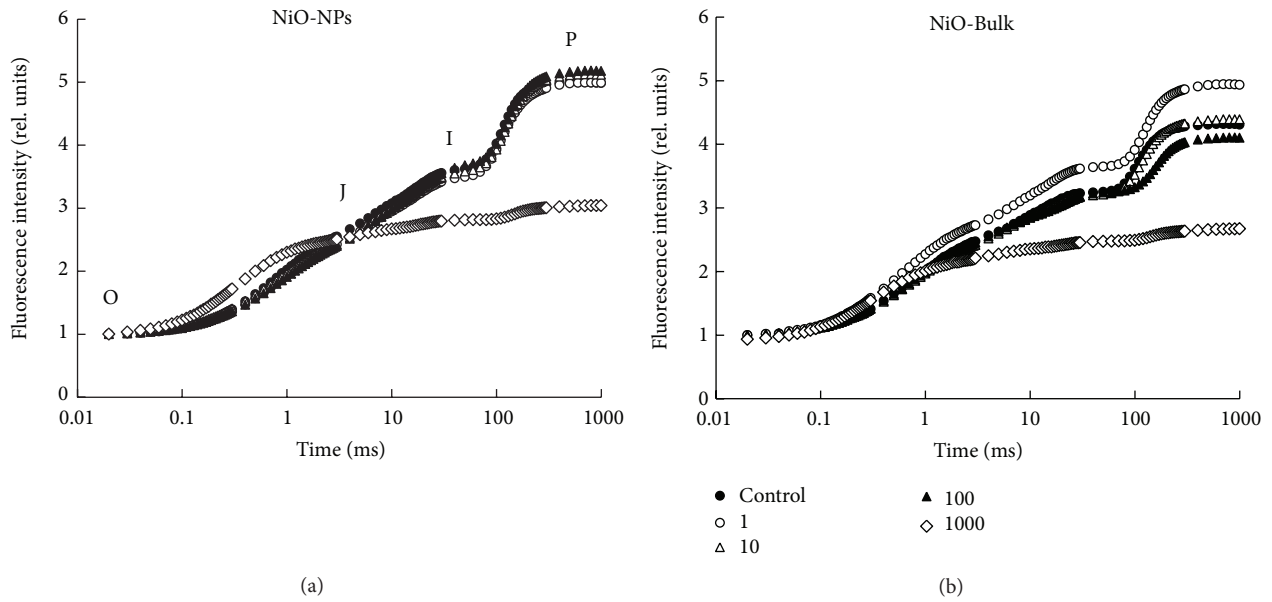 NiO-NPs
Fluorescence intensity (rel. units)
6
5
4
3
2
1
0
O
J
I
P
0.01 0.1 1 10 100 1000
Time (ms)
(a)
NiO-Bulk
Fluorescence intensity (rel. units)
6
5
4
3
2
1
0
0.01 0.1 1 10 100 1000
Time (ms)
Control
1
10
100
1000
(b)